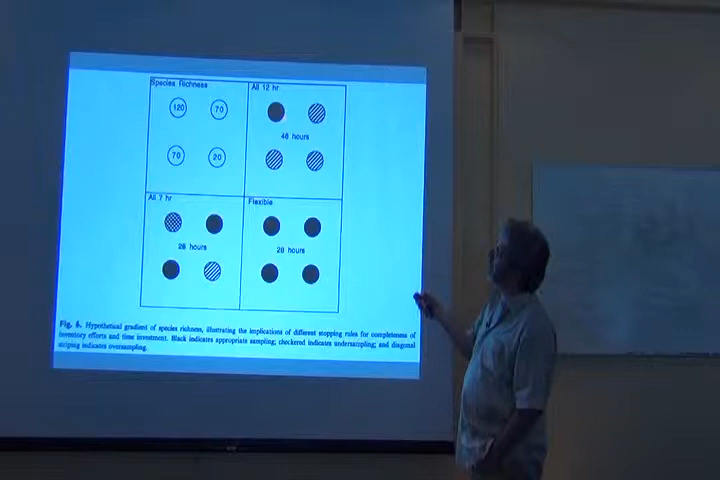 Species Richness
All 12 hr
120
70
48 hours
70
20
All 7 hr
Flexible
28 hours
28 hours
Fig. 6. Hypothetical gradient of species richness, illustrating the implications of different stopping rules for completeness of
inventory efforts and time investment. Black indicates appropriate sampling; checkered indicates undersampling; and diagonal
striping indicates oversampling.